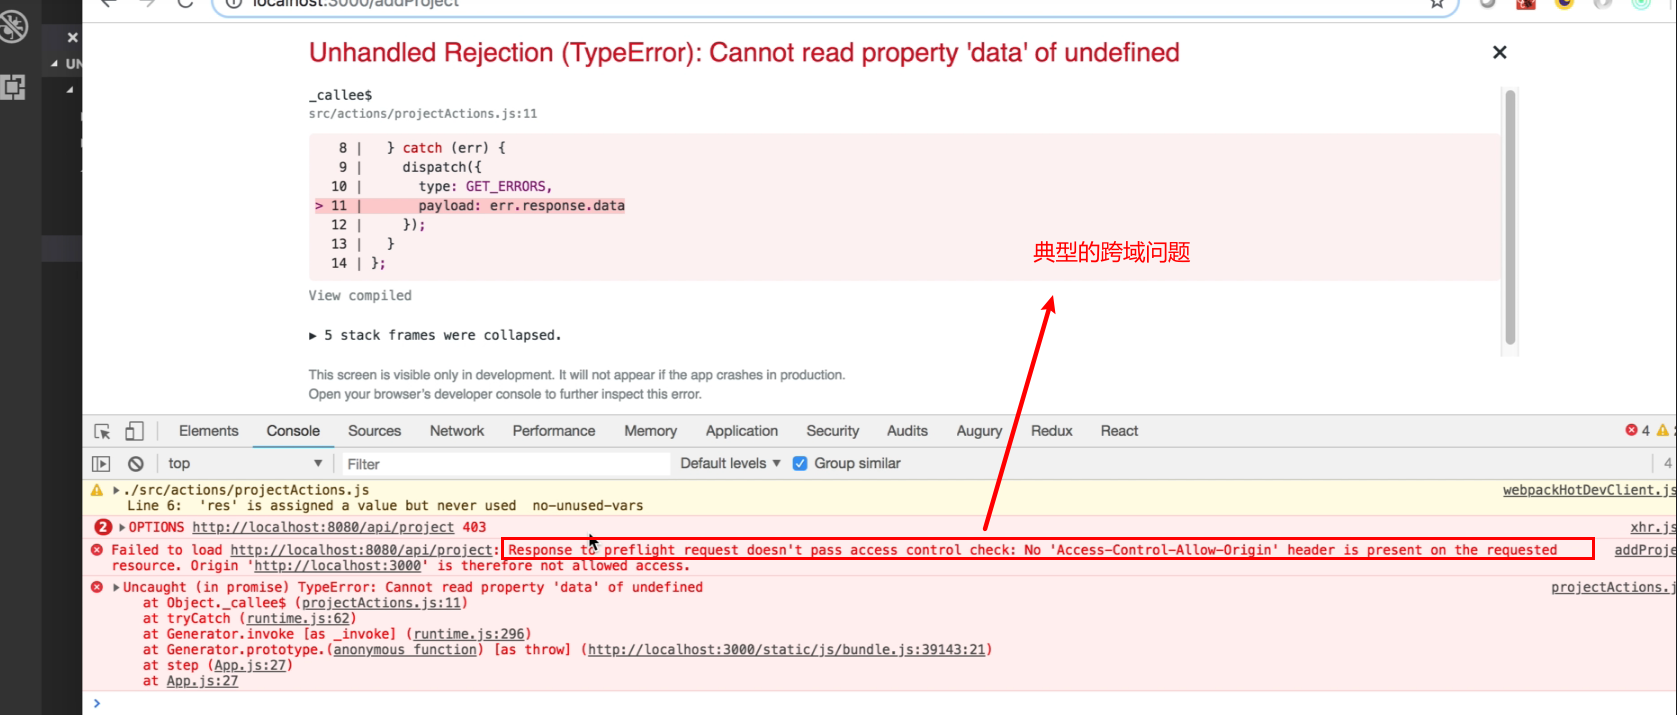 localhost:3000/addProject
UN
Unhandled Rejection (TypeError): Cannot read property 'data' of undefined
_callee$
src/actions/projectActions.js:11
8 | } catch (err) {
9 | dispatch({
10 | type: GET_ERRORS,
> 11 | payload: err.response.data
12 | });
13 | }
14 | };
典型的跨域问题
View compiled
▶ 5 stack frames were collapsed.
This screen is visible only in development. It will not appear if the app crashes in production.
Open your browser's developer console to further inspect this error.
Elements Console Sources Network Performance Memory Application Security Audits Augury Redux React 4
top Filter Default levels ▼ Group similar 4
./src/actions/projectActions.js webpackHotDevClient.js
Line 6: 'res' is assigned a value but never used no-unused-vars
2 OPTIONS http://localhost:8080/api/project 403 xhr.js
Failed to load http://localhost:8080/api/project: Response to preflight request doesn't pass access control check: No 'Access-Control-Allow-Origin' header is present on the requested addProje
resource. Origin 'http://localhost:3000' is therefore not allowed access.
Uncaught (in promise) TypeError: Cannot read property 'data' of undefined projectActions.j
at Object._callee$ (projectActions.js:11)
at tryCatch (runtime.js:62)
at Generator.invoke [as _invoke] (runtime.js:296)
at Generator.prototype.(anonymous function) [as throw] (http://localhost:3000/static/js/bundle.js:39143:21)
at step (App.js:27)
at App.js:27